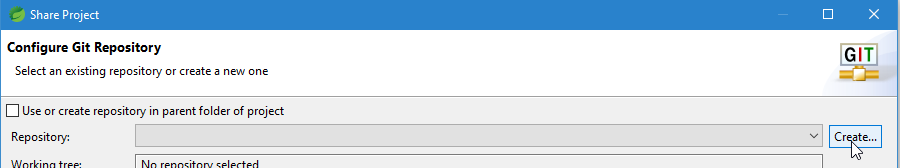 Share Project
Configure Git Repository
Select an existing repository or create a new one
GIT
Use or create repository in parent folder of project
Repository:
Create...
Working tree: No repository selected